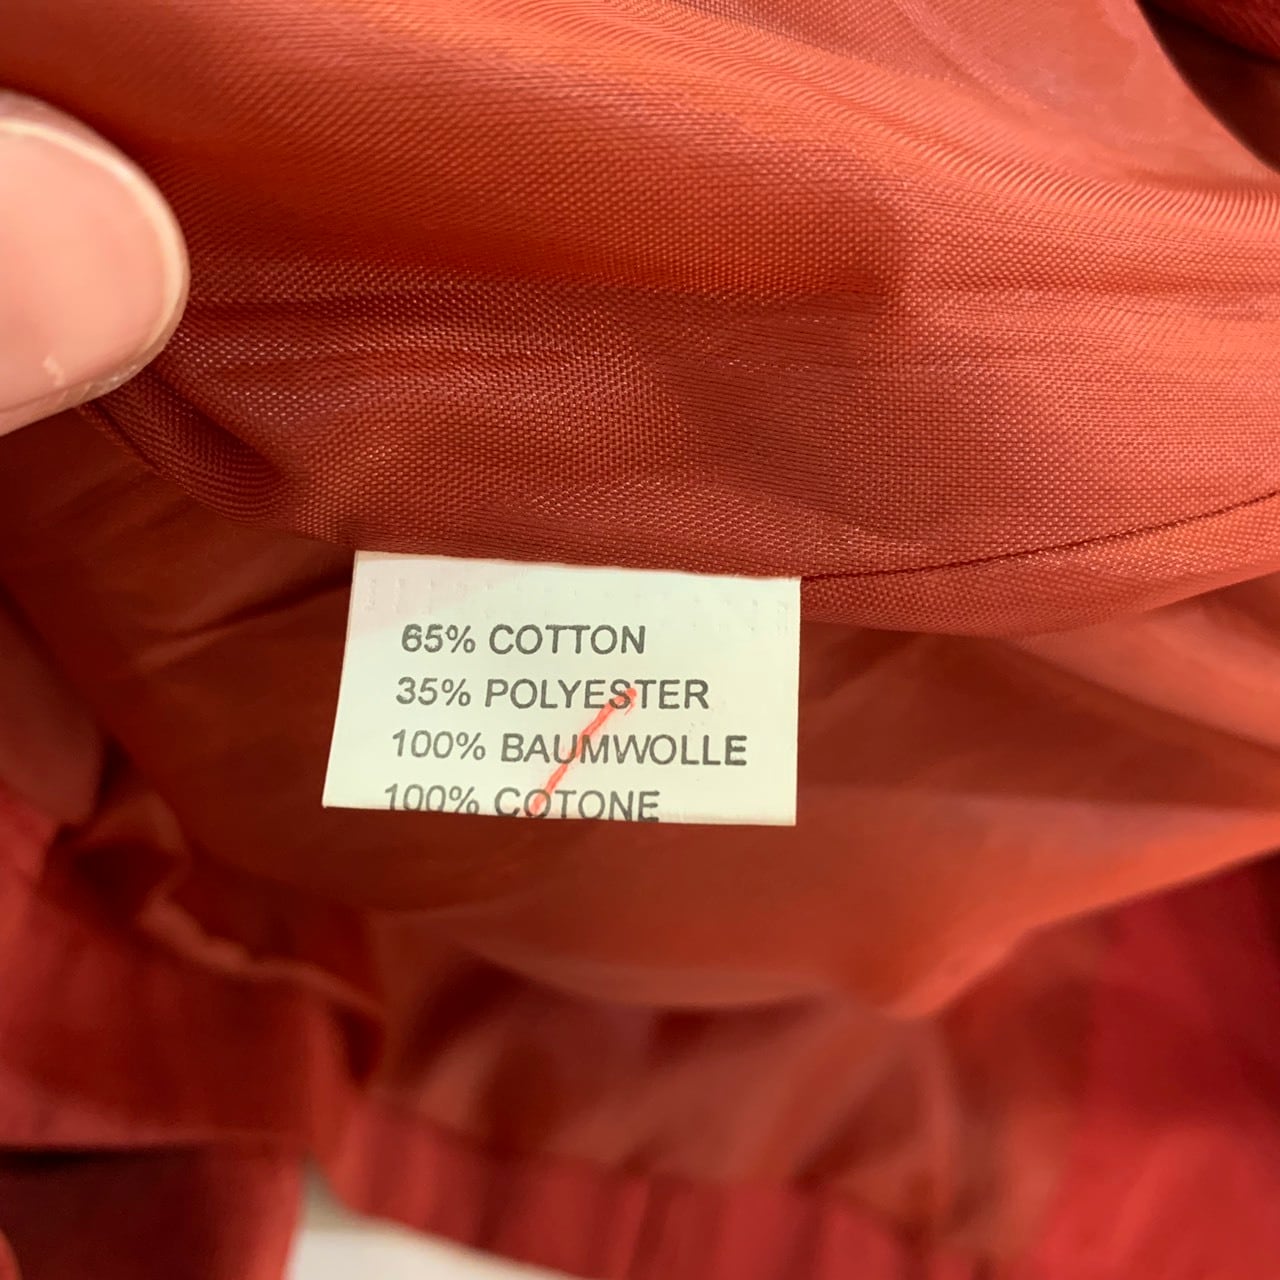 65% COTTON
35% POLYESTER
100% BAUMWOLLE
100% COTONE